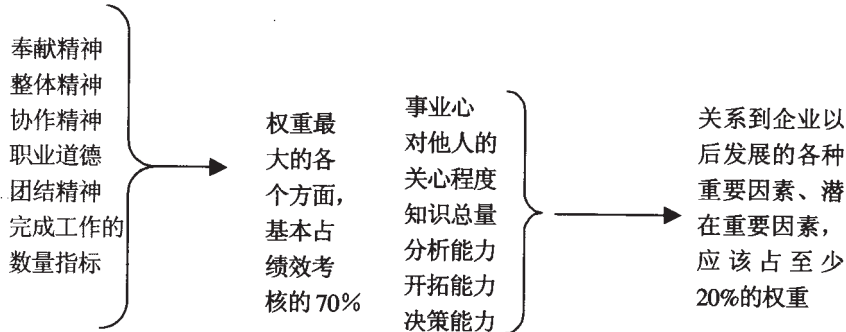 奉献精神
整体精神
协作精神
职业道德
团结精神
完成工作的
数量指标
权重最
大的各
个方面，
基本占
绩效考
核的70%
事业心
对他人的
关心程度
知识总量
分析能力
开拓能力
决策能力
关系到企业以
后发展的各种
重要因素、潜
在重要因素，
应该占至少
20%的权重